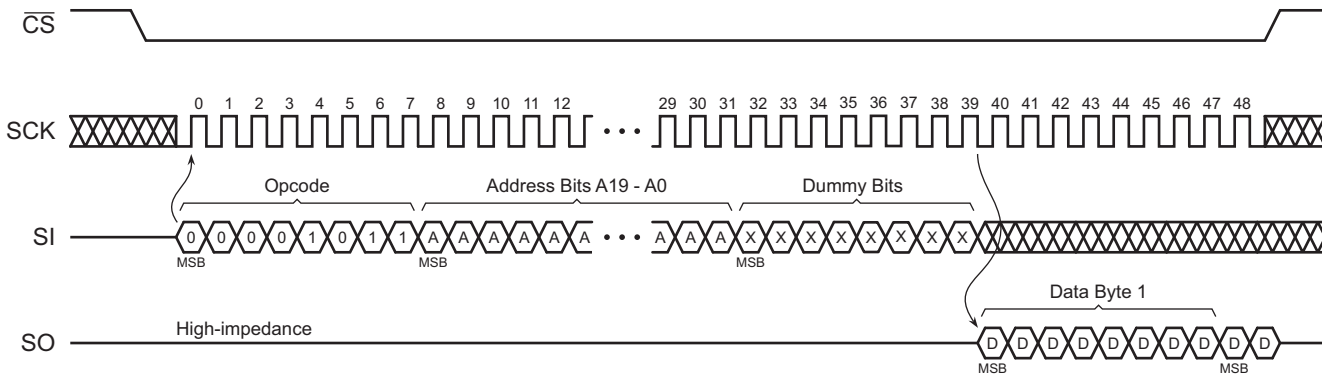 CS
0 1 2 3 4 5 6 7 8 9 10 11 12 29 30 31 32 33 34 35 36 37 38 39 40 41 42 43 44 45 46 47 48
SCK
Opcode Address Bits A19 - A0 Dummy Bits
SI 0 0 0 0 1 0 1 1 A A A A A A A A A X X X X X X X X
MSB MSB MSB
Data Byte 1
High-impedance
SO D D D D D D D D D D
MSB MSB